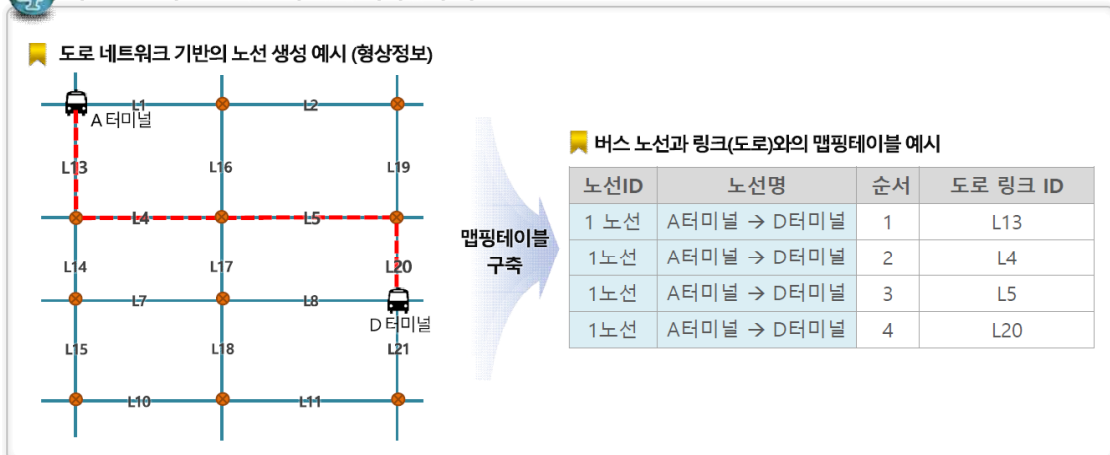 4
도로 네트워크 기반의 노선 생성 예시 (형상정보)
L1
L2
A 터미널
L13
L16
L19
L4
L5
L14
L17
L20
L7
L8
D 터미널
L15
L18
L21
L10
L11
맵핑테이블
구축
버스 노선과 링크(도로)와의 맵핑테이블 예시
노선ID 노선명 순서 도로 링크 ID
1 노선 A터미널 → D터미널 1 L13
1노선 A터미널 → D터미널 2 L4
1노선 A터미널 → D터미널 3 L5
1노선 A터미널 → D터미널 4 L20